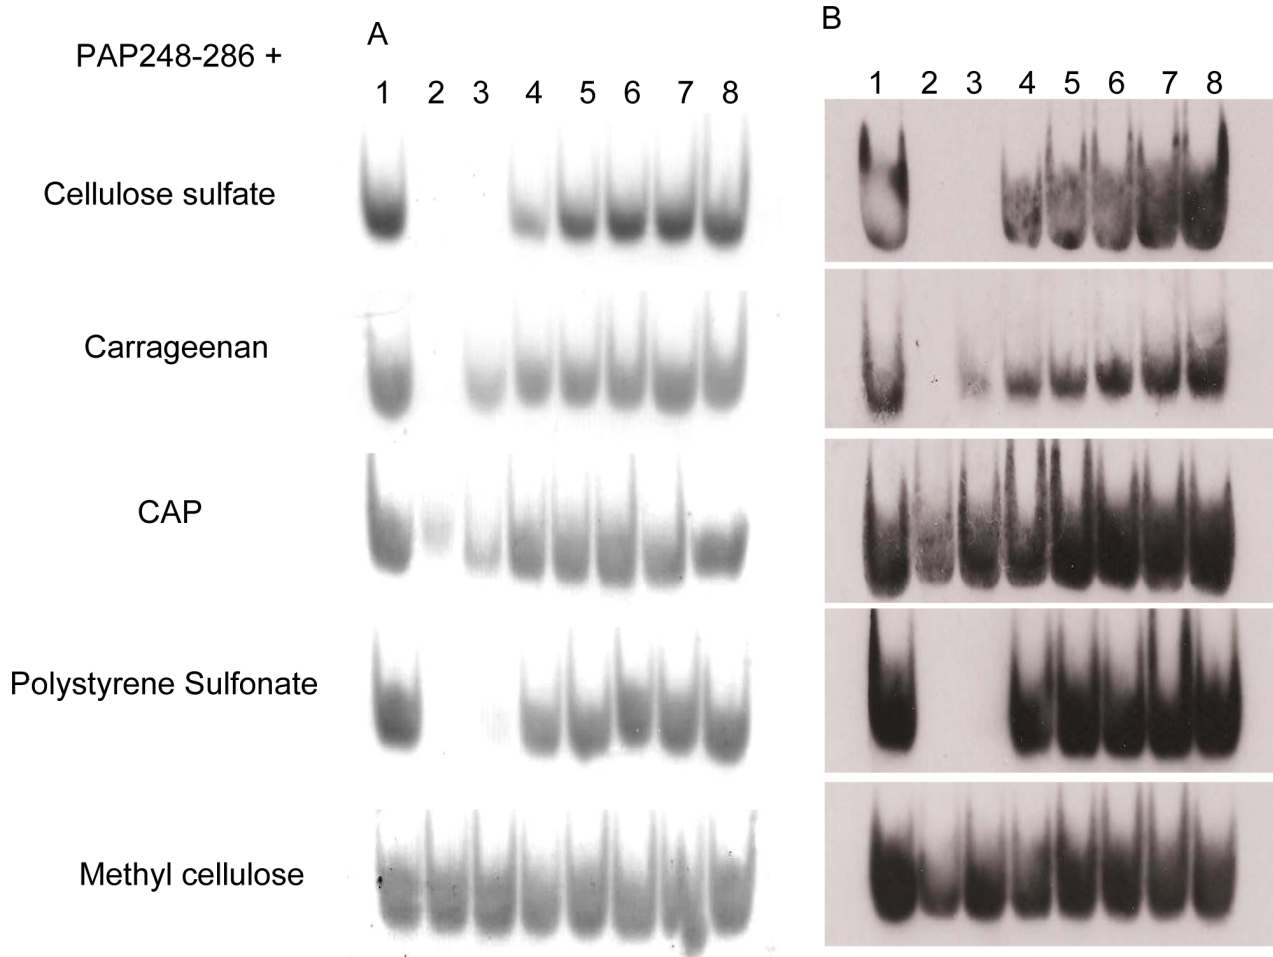 A
B
PAP248-286 +
1 2 3 4 5 6 7 8
1 2 3 4 5 6 7 8
Cellulose sulfate
Carrageenan
CAP
Polystyrene Sulfonate
Methyl cellulose